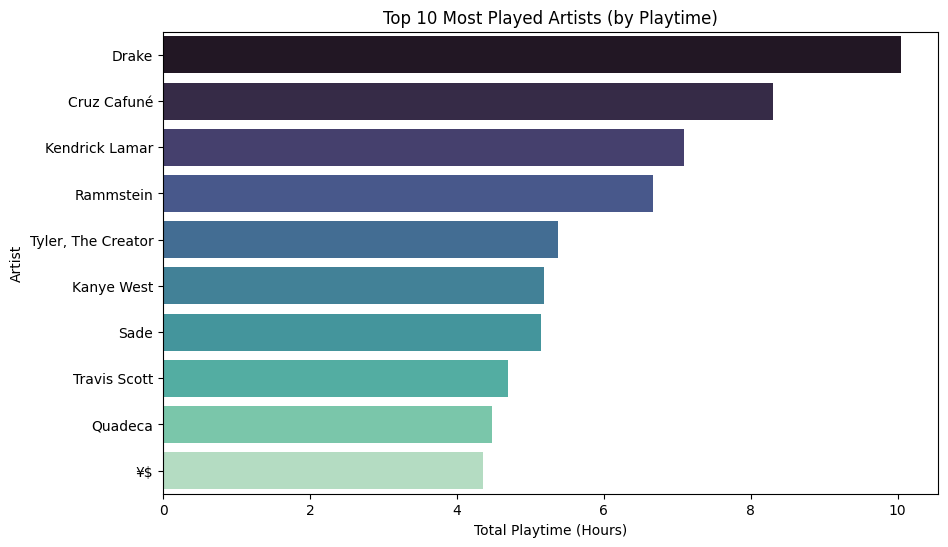 Top 10 Most Played Artists (by Playtime)
Artist
Drake
Cruz Cafuné
Kendrick Lamar
Rammstein
Tyler, The Creator
Kanye West
Sade
Travis Scott
Quadeca
¥$
0 2 4 6 8 10
Total Playtime (Hours)